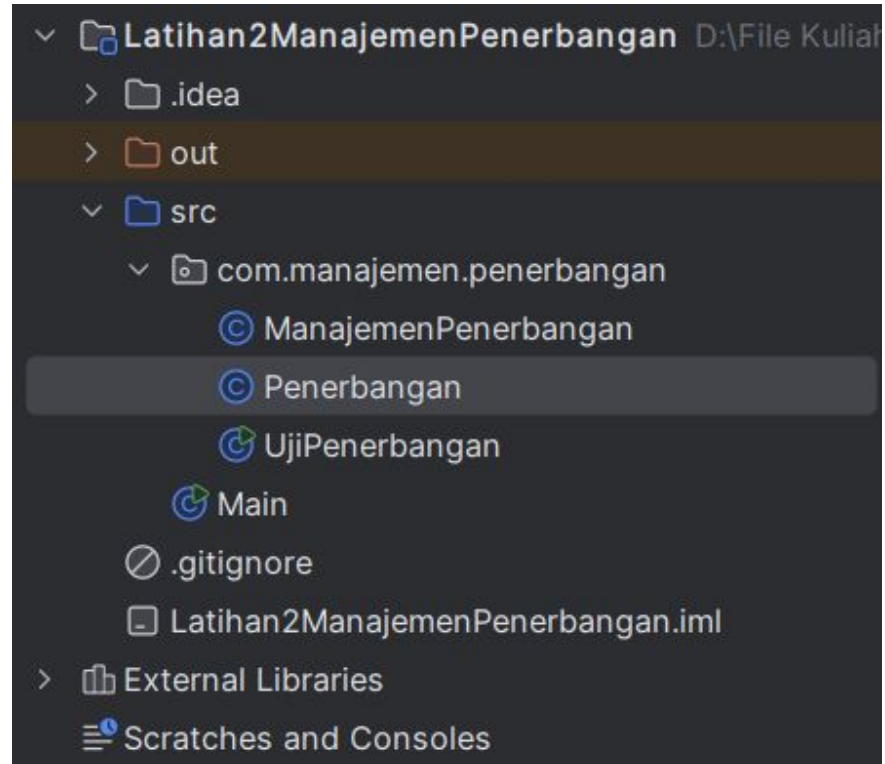 Latihan2ManajemenPenerbangan D:\File Kuliah
.idea
out
src
com.manajemen.penerbangan
ManajemenPenerbangan
Penerbangan
UjiPenerbangan
Main
.gitignore
Latihan2ManajemenPenerbangan.iml
External Libraries
Scratches and Consoles